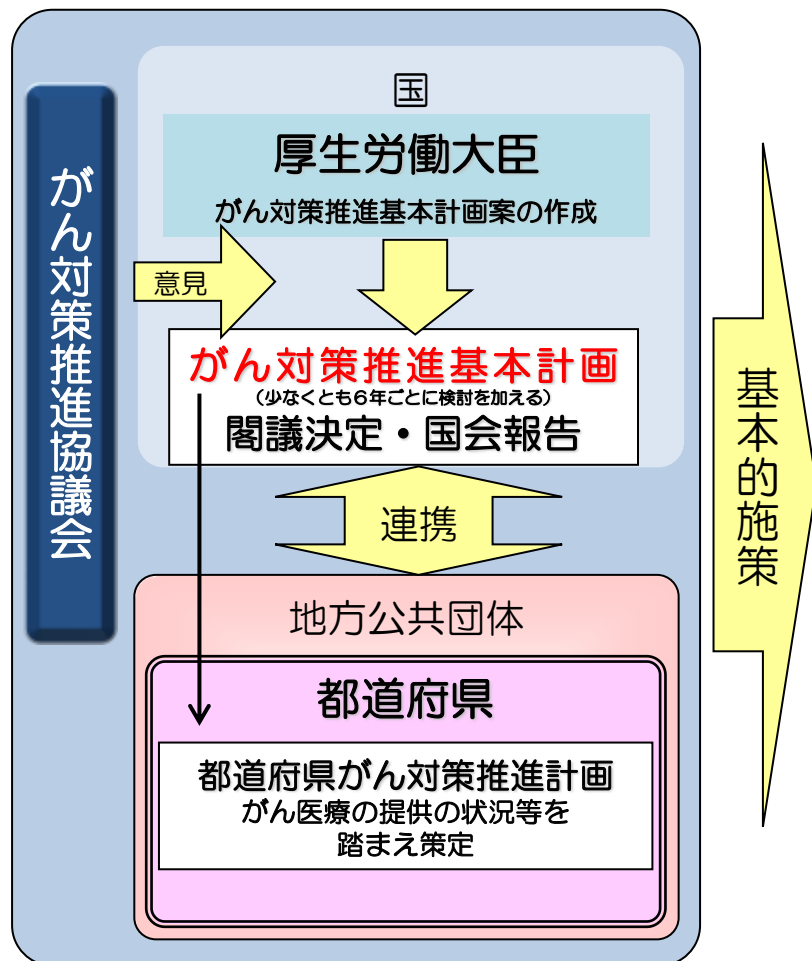 がん対策推進協議会
国
厚生労働大臣
がん対策推進基本計画案の作成
意見
がん対策推進基本計画
（少なくとも６年ごとに検討を加える）
閣議決定・国会報告
連携
地方公共団体
都道府県
都道府県がん対策推進計画
がん医療の提供の状況等を
踏まえ策定
基本的施策